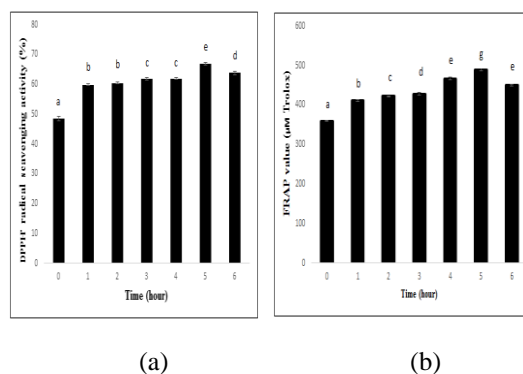 DPPH radical scavenging activity (%)
80
70
60
50
40
30
20
10
0
a
b
b
c
c
e
d
0 1 2 3 4 5 6
Time (hour)
(a)
FRAP value (µM Trolox)
600
500
400
300
200
100
0
a
b
c
d
e
g
e
0 1 2 3 4 5 6
Time (hour)
(b)